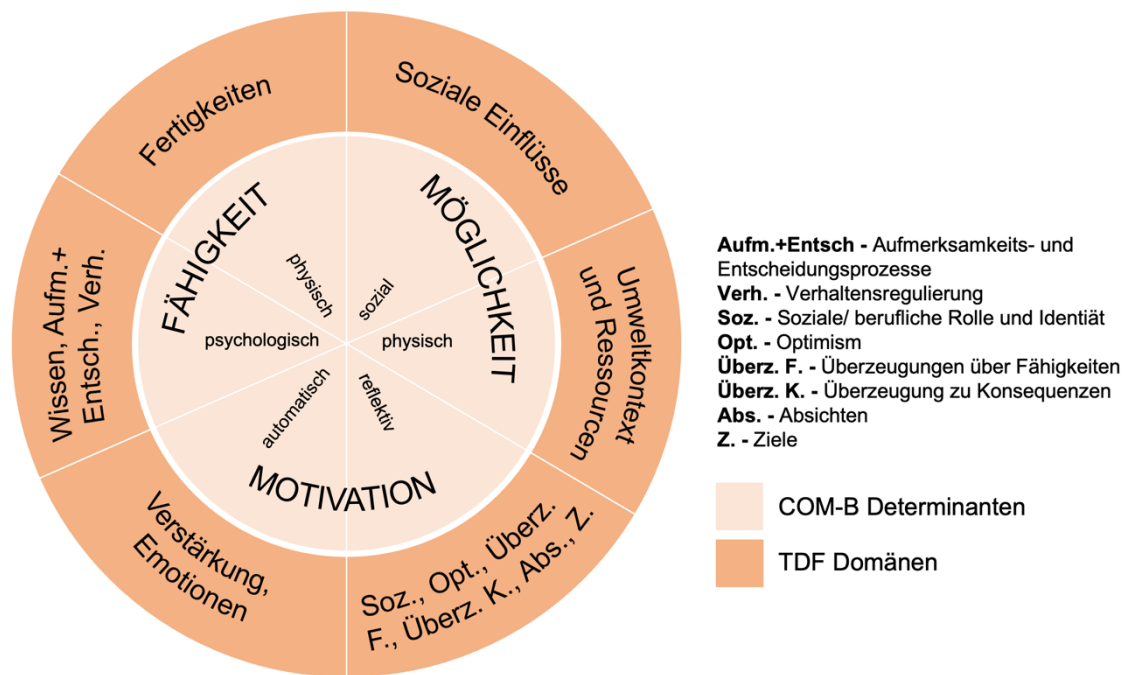 Fertigkeiten
Soziale Einflüsse
Wissen, Aufm.+
Entsch., Verh.
Umweltkontext
und Ressourcen
Verstärkung,
Emotionen
Soz., Opt., Überz.
F., Überz. K., Abs., Z.
FÄHIGKEIT
MÖGLICHKEIT
MOTIVATION
physisch
sozial
psychologisch
physisch
automatisch
reflektiv
Aufm.+Entsch - Aufmerksamkeits- und
Entscheidungsprozesse
Verh. - Verhaltensregulierung
Soz. - Soziale/ berufliche Rolle und Identiät
Opt. - Optimism
Überz. F. - Überzeugungen über Fähigkeiten
Überz. K. - Überzeugung zu Konsequenzen
Abs. - Absichten
Z. - Ziele
COM-B Determinanten
TDF Domänen